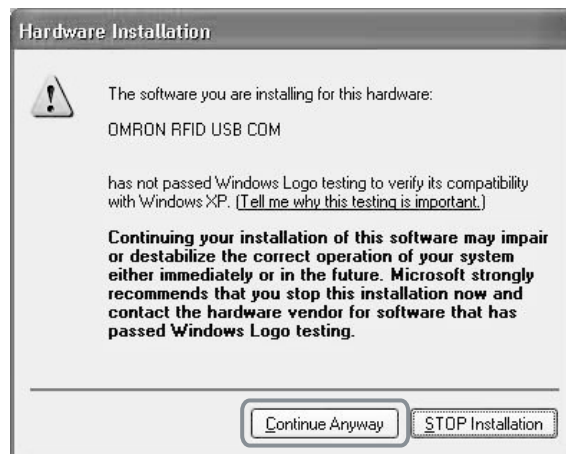 Hardware Installation
The software you are installing for this hardware:
OMRON RFID USB COM
has not passed Windows Logo testing to verify its compatibility
with Windows XP. (Tell me why this testing is important.)
Continuing your installation of this software may impair
or destabilize the correct operation of your system
either immediately or in the future. Microsoft strongly
recommends that you stop this installation now and
contact the hardware vendor for software that has
passed Windows Logo testing.
Continue Anyway STOP Installation